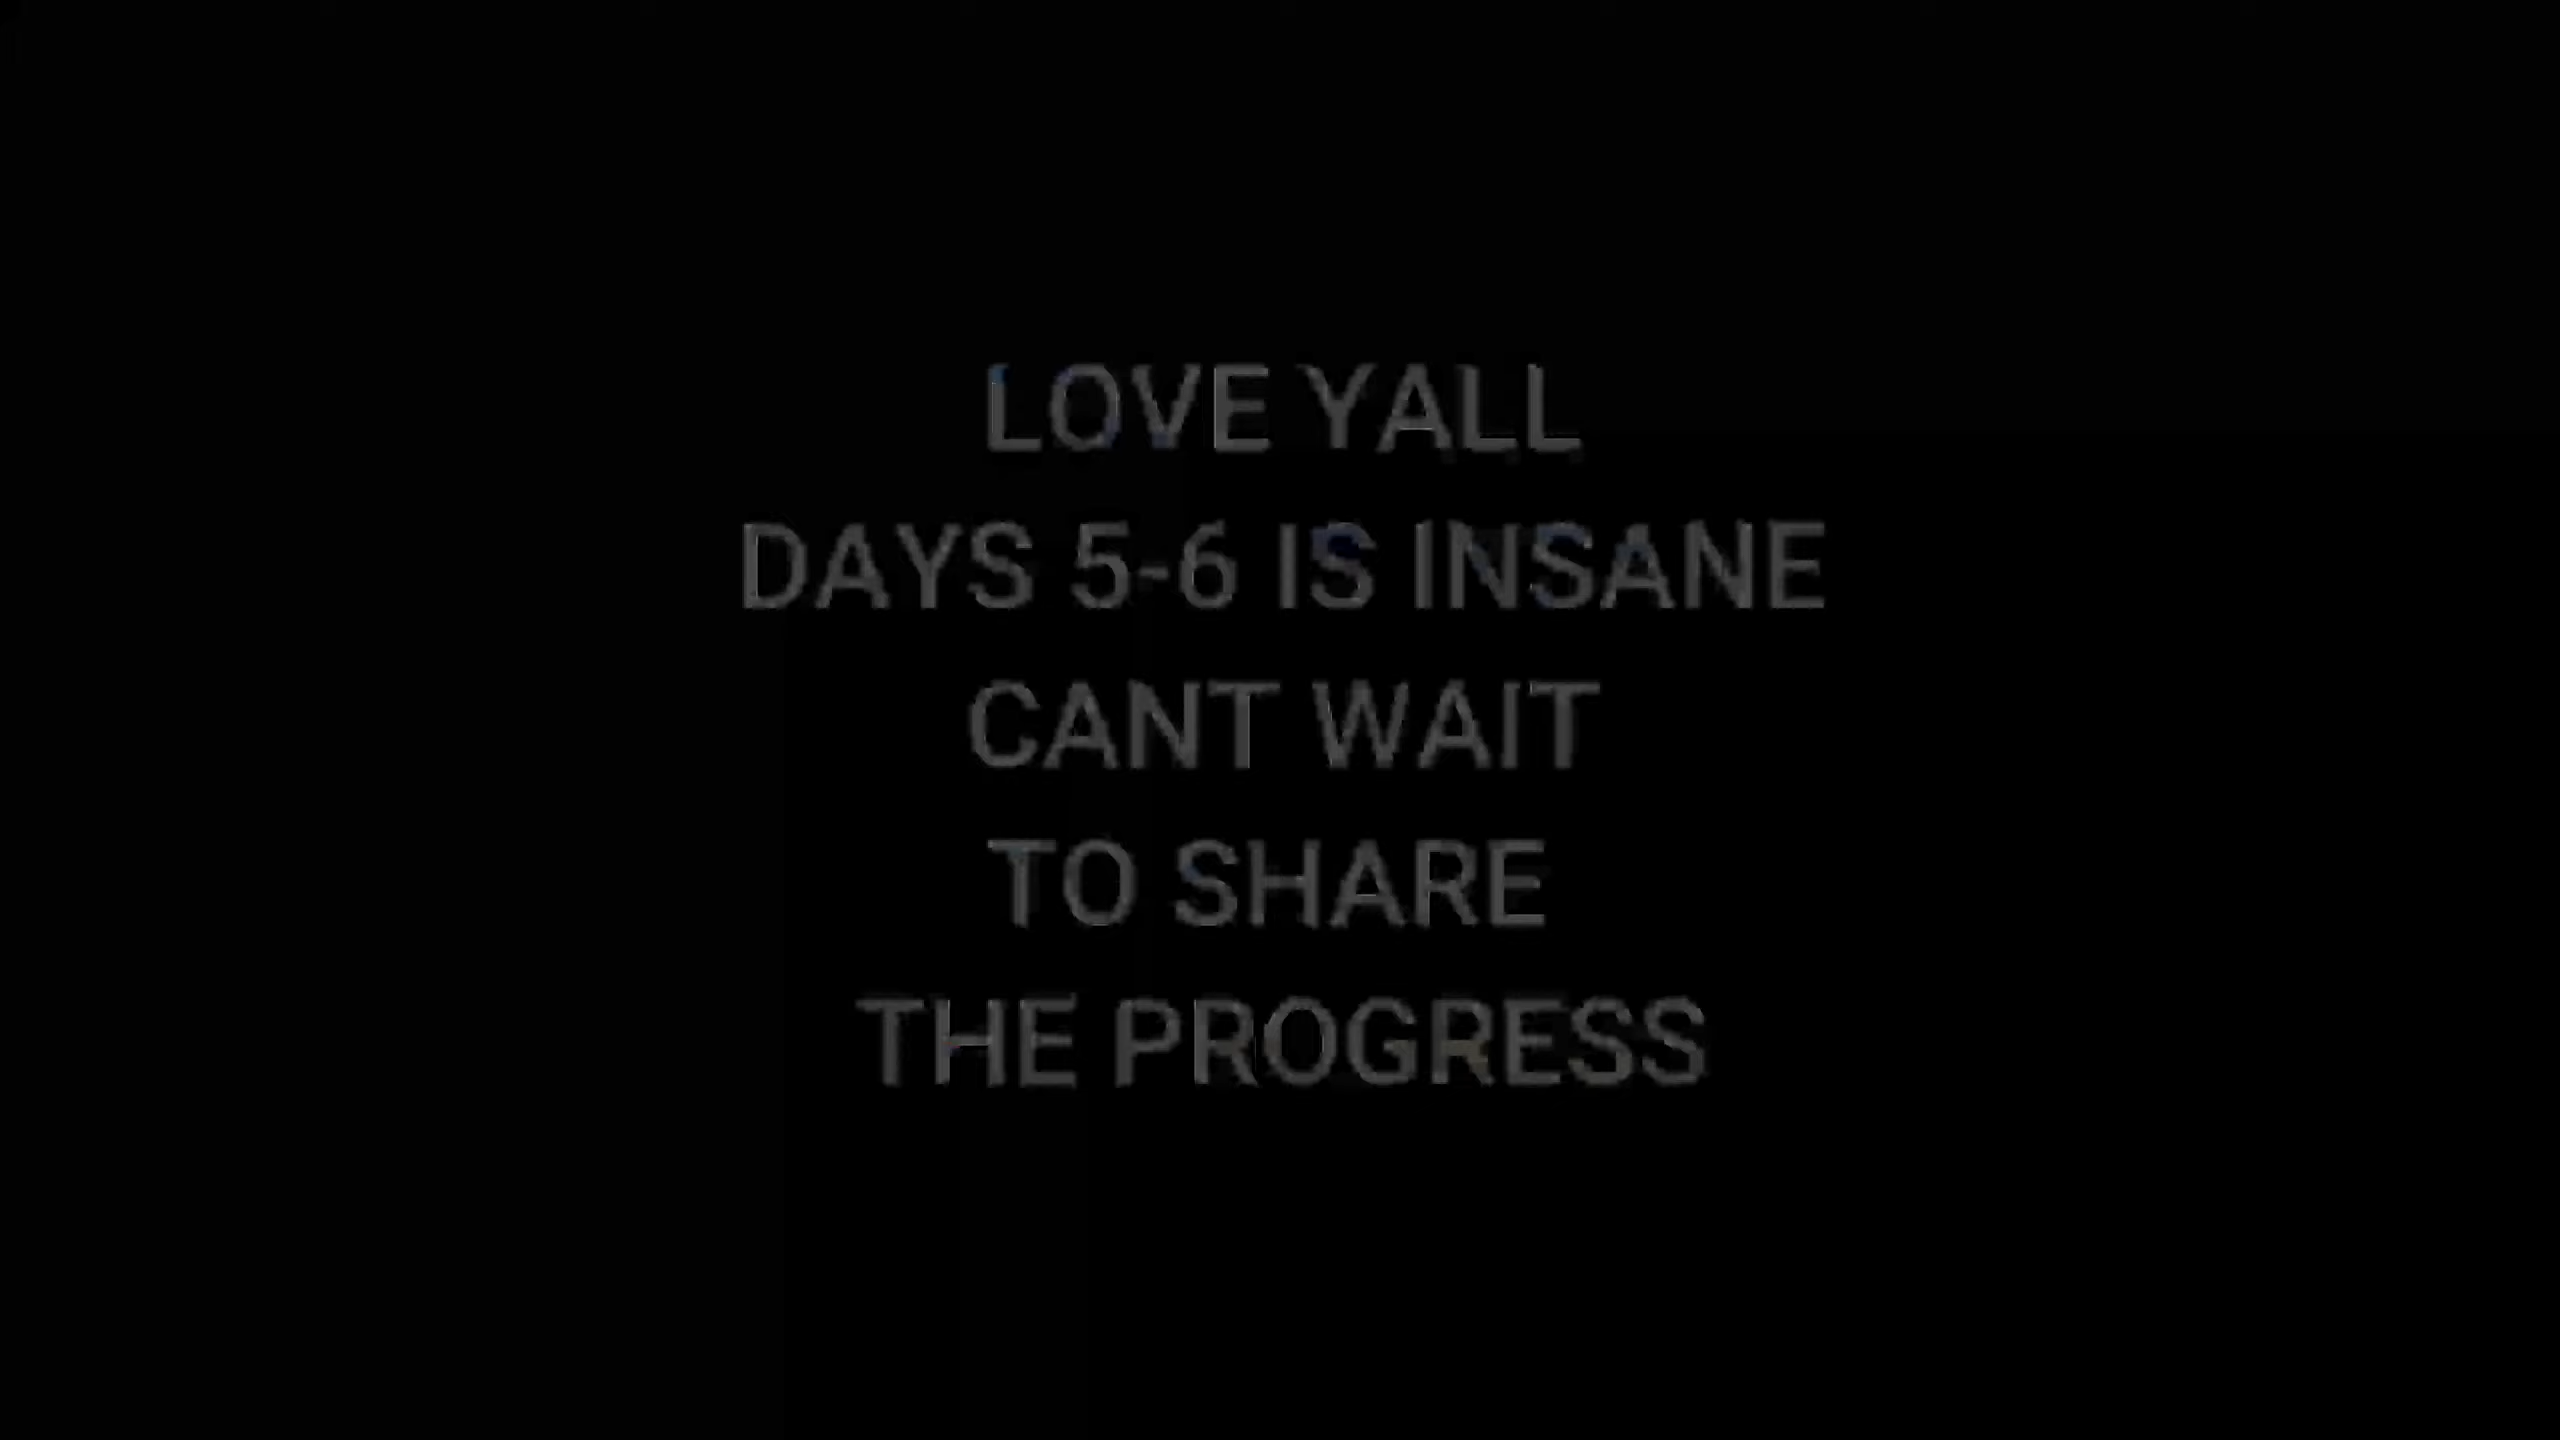 LOVE YALL
DAYS 5-6 IS INSANE
CANT WAIT
TO SHARE
THE PROGRESS